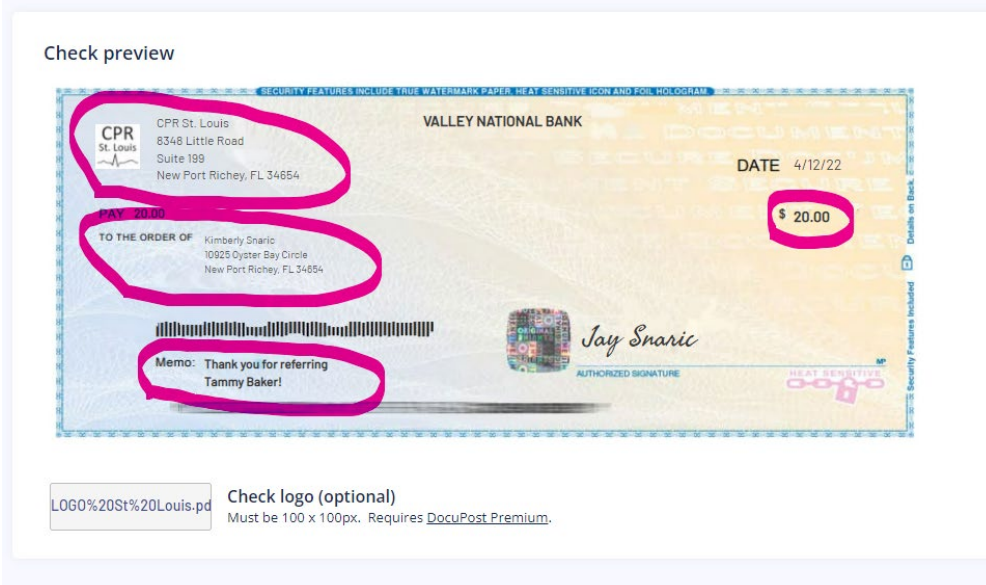 Check preview
SECURITY FEATURES INCLUDE TRUE WATERMARK PAPER, HEAT SENSITIVE ICON AND FOIL HOLOGRAM.
CPR
St. Louis
CPR St. Louis
8348 Little Road
Suite 199
New Port Richey, FL 34654
VALLEY NATIONAL BANK
DATE 4/12/22
PAY 20.00
$ 20.00
TO THE ORDER OF
Kimberly Snaric
10925 Oyster Bay Circle
New Port Richey, FL 34654
Memo: Thank you for referring
Tammy Baker!
ORIGINAL
Jay Snaric
AUTHORIZED SIGNATURE
MP
HEAT SENSITIVE
Security Features Included Details on Back.
LOGO%20St%20Louis.pd
Check logo (optional)
Must be 100 x 100px. Requires DocuPost Premium.